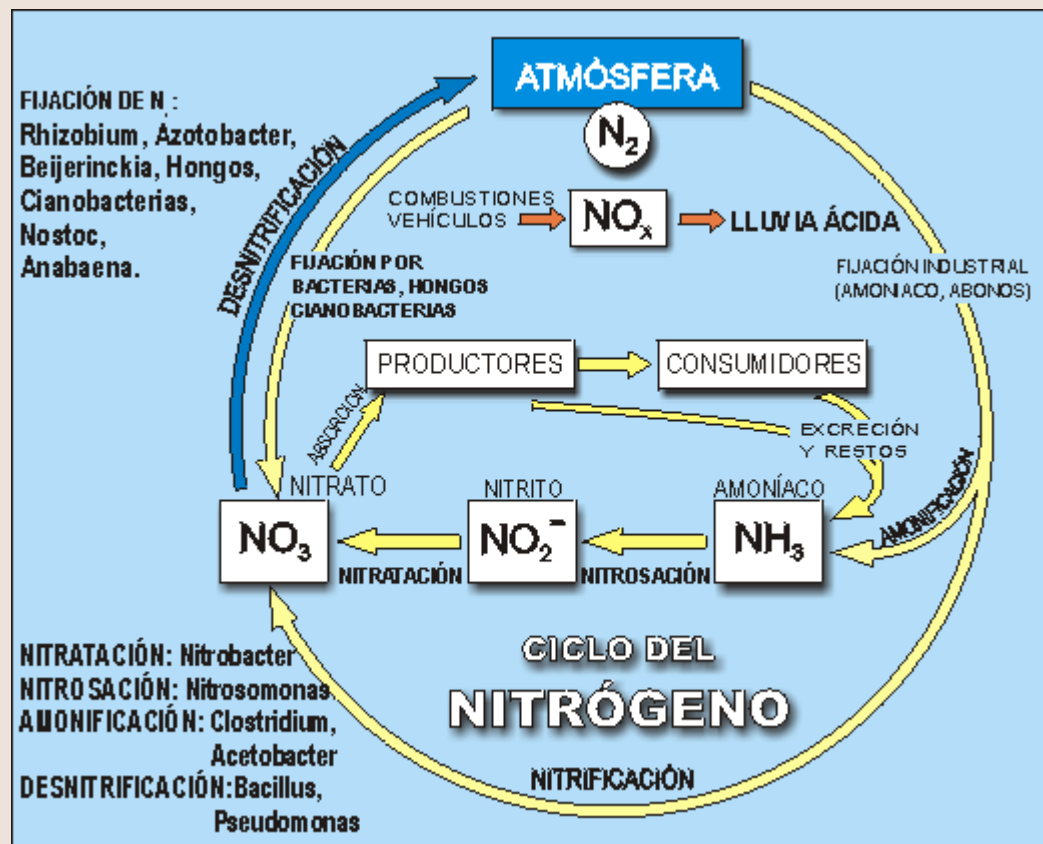 ATMÓSFERA
N2
FIJACIÓN DE N :
Rhizobium, Azotobacter,
Beijerinckia, Hongos,
Cianobacterias,
Nostoc,
Anabaena.
DESNITRIFICACIÓN
COMBUSTIONES
VEHÍCULOS
NOx
LLUVIA ÁCIDA
FIJACIÓN POR
BACTERIAS, HONGOS
CIANOBACTERIAS
FIJACIÓN INDUSTRIAL
(AMONIACO, ABONOS)
PRODUCTORES
CONSUMIDORES
ABSORCIÓN
EXCRECIÓN
Y RESTOS
AMONIFICACIÓN
NITRATO
NITRITO
AMONÍACO
NO3
NO2−
NH3
NITRATACIÓN
NITROSACIÓN
CICLO DEL
NITRÓGENO
NITRIFICACIÓN
NITRATACIÓN: Nitrobacter
NITROSACIÓN: Nitrosomonas.
AMONIFICACIÓN: Clostridium,
Acetobacter
DESNITRIFICACIÓN:Bacillus,
Pseudomonas